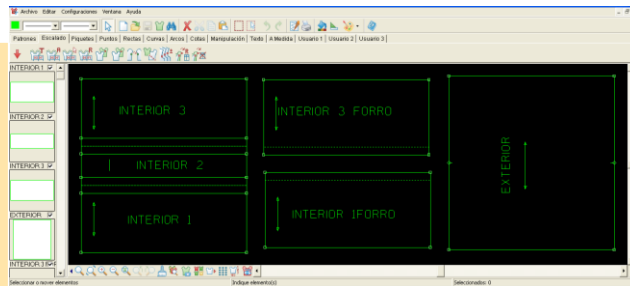 Archivo Editar Configuraciones Ventana Ayuda
Patrones Escalado Piquetes Puntos Rectas Curvas Arcos Cotas Manipulación Texto A Medida Usuario 1 Usuario 2 Usuario 3
INTERIOR.1
INTERIOR.2
INTERIOR.3
EXTERIOR.
INTERIOR.3
INTERIOR 3
INTERIOR 2
INTERIOR 1
INTERIOR 3 FORRO
INTERIOR 1FORRO
EXTERIOR
Seleccionar o mover elementos Indique elemento(s) Seleccionados: 0